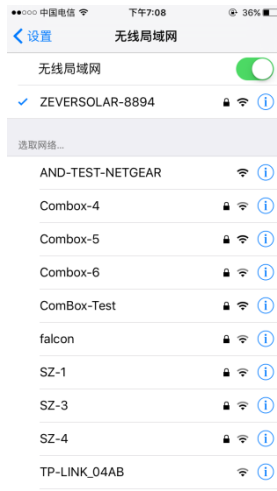 ●●○○○ 中国电信 下午7:08 36%
设置 无线局域网
无线局域网
ZEVERSOLAR-8894
选取网络...
AND-TEST-NETGEAR
Combox-4
Combox-5
Combox-6
ComBox-Test
falcon
SZ-1
SZ-3
SZ-4
TP-LINK_04AB